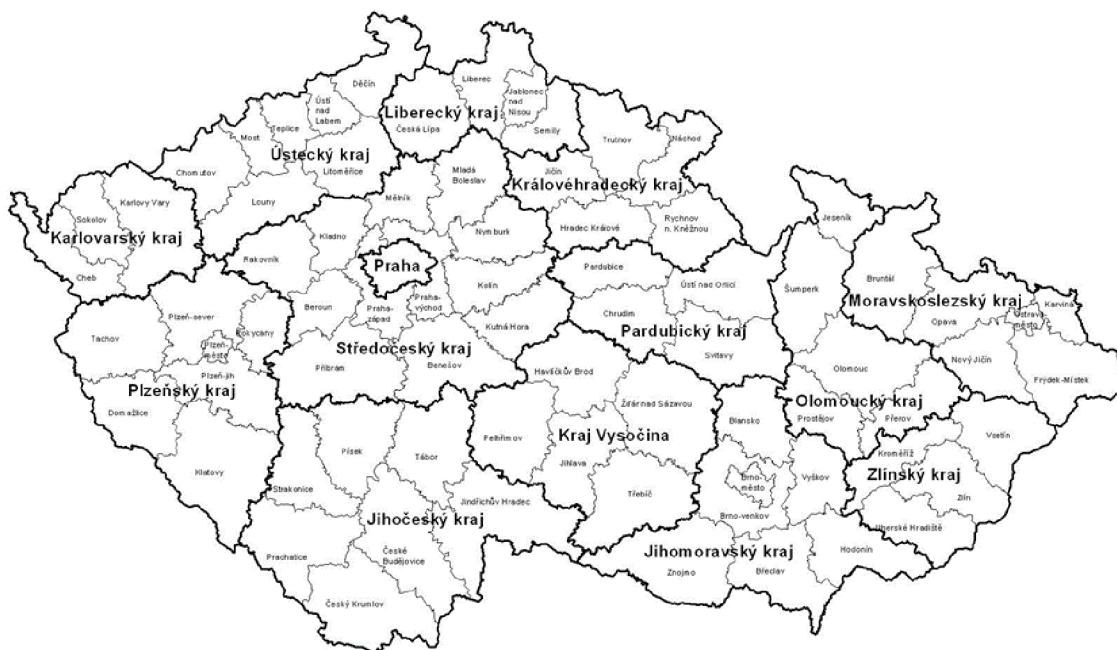 Děčín
Liberec
Ústí
nad
Labem
Jablonec
nad
Nisou
Teplice
Liberecký kraj
Česká Lípa
Semily
Trutnov
Náchod
Most
Ústecký kraj
Litoměřice
Chomutov
Mladá
Boleslav
Jičín
Královéhradecký kraj
Karlovy Vary
Louny
Mělník
Sokolov
Karlovarský kraj
Cheb
Kladno
Nymburk
Hradec Králové
Rychnov
n. Kněžnou
Jeseník
Rakovník
Praha
Pardubice
Kolín
Ústí nad Orlicí
Šumperk
Bruntál
Moravskoslezský kraj
Karviná
Ostrava-
město
Opava
Beroun
Praha-
západ
Praha-
východ
Chrudim
Pardubický kraj
Plzeň-sever
Rokycany
Tachov
Plzeň-
město
Kutná Hora
Středočeský kraj
Příbram
Benešov
Svitavy
Nový Jičín
Olomouc
Frýdek-Místek
Plzeň-jih
Plzeňský kraj
Havlíčkův Brod
Olomoucký kraj
Domažlice
Žďár nad Sázavou
Blansko
Prostějov
Přerov
Pelhřimov
Kraj Vysočina
Vsetín
Písek
Tábor
Jihlava
Kroměříž
Klatovy
Zlínský kraj
Brno-
město
Vyškov
Strakonice
Třebíč
Zlín
Jindřichův Hradec
Jihočeský kraj
Brno-venkov
Uherské Hradiště
Prachatice
České
Budějovice
Jihomoravský kraj
Hodonín
Znojmo
Břeclav
Český Krumlov